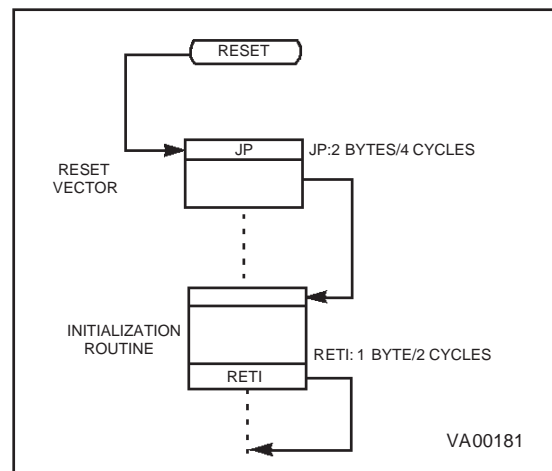 RESET
JP
JP:2 BYTES/4 CYCLES
RESET
VECTOR
INITIALIZATION
ROUTINE
RETI: 1 BYTE/2 CYCLES
RETI
VA00181